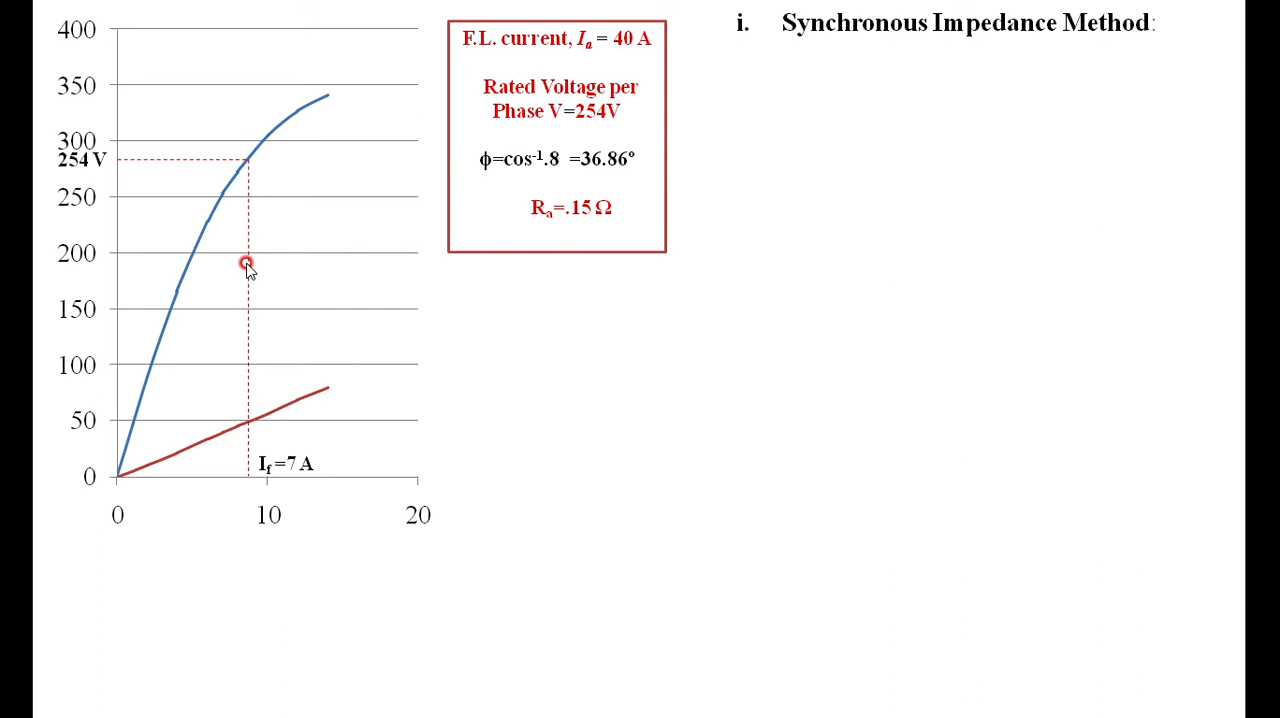 i. Synchronous Impedance Method:
400
350
300
254 V
250
200
150
100
50
0
I_f =7 A
0 10 20
F.L. current, I_a = 40 A
Rated Voltage per
Phase V=254V
ϕ=cos⁻¹.8 =36.86°
R_a=.15 Ω